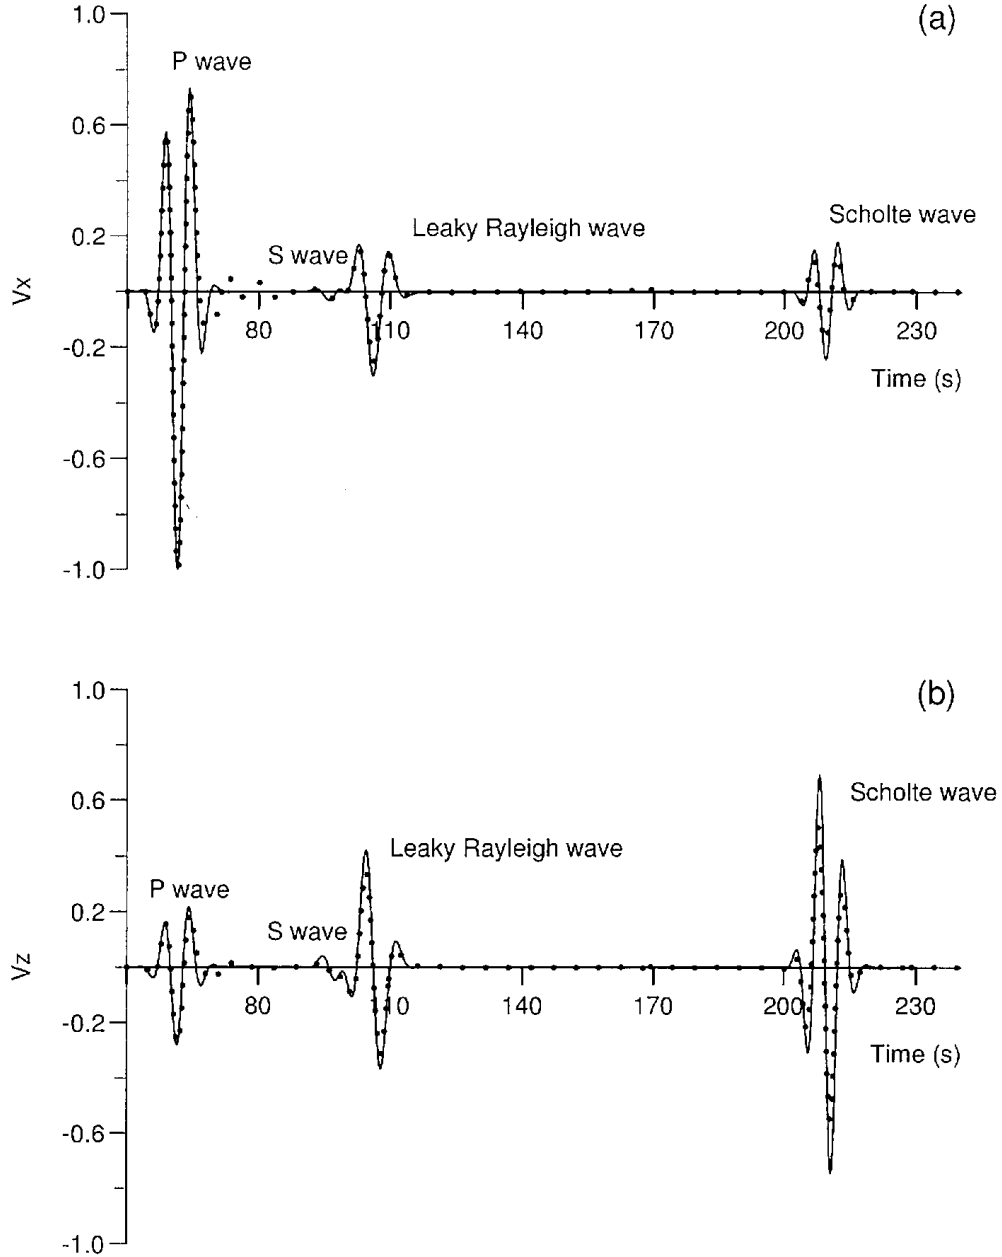 (a)
1.0
P wave
0.6
Scholte wave
Leaky Rayleigh wave
0.2
S wave
Vx
80
110
140
170
200
230
-0.2
Time (s)
-0.6
-1.0
(b)
1.0
Scholte wave
0.6
Leaky Rayleigh wave
P wave
0.2
S wave
Vz
80
110
140
170
200
230
-0.2
Time (s)
-0.6
-1.0